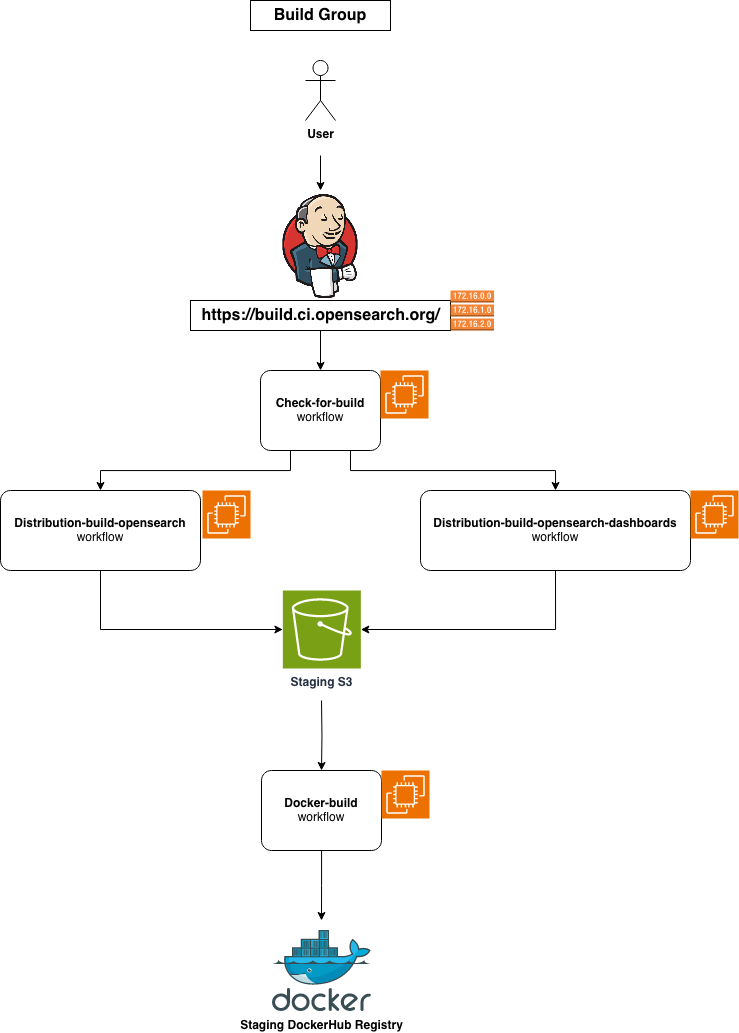 Build Group
User
172.16.0.0
https://build.ci.opensearch.org/
172.16.1.0
172.16.2.0
Check-for-build
workflow
Distribution-build-opensearch
workflow
Distribution-build-opensearch-dashboards
workflow
Staging S3
Docker-build
workflow
docker
Staging DockerHub Registry